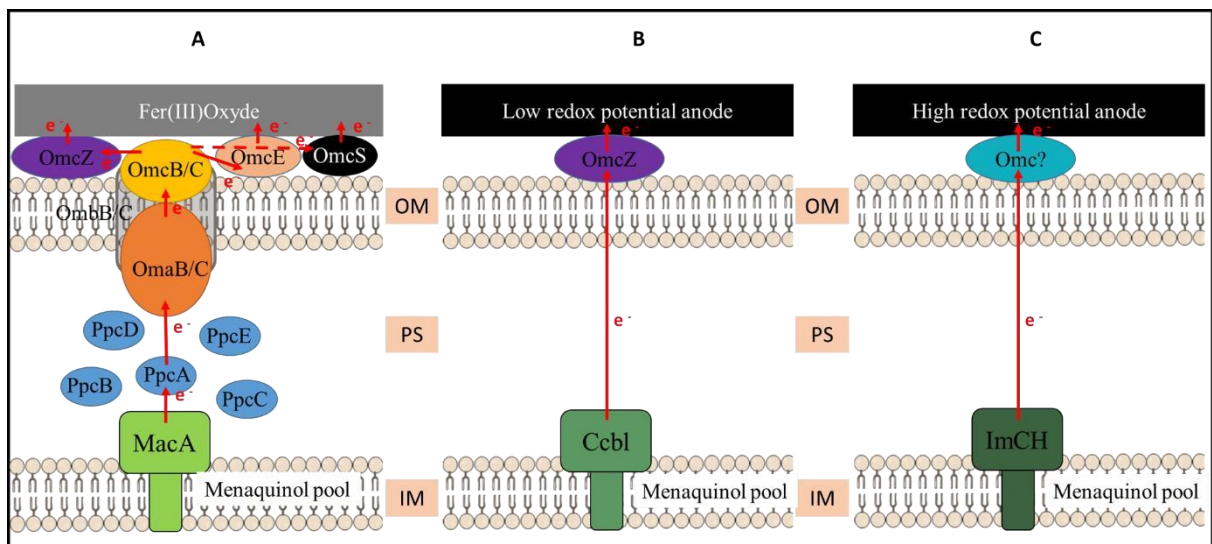 A
B
C
Fer(III)Oxyde
Low redox potential anode
High redox potential anode
e -
e -
e -
e -
e -
e -
OmcZ
OmcB/C
OmcE
OmcS
OmcZ
Omc?
e
e
OmbB/C
OM
OM
OmaB/C
PpcD
PpcE
e -
PS
e -
PS
e -
PpcA
PpcB
PpcC
e -
MacA
Ccbl
ImCH
Menaquinol pool
IM
Menaquinol pool
IM
Menaquinol pool